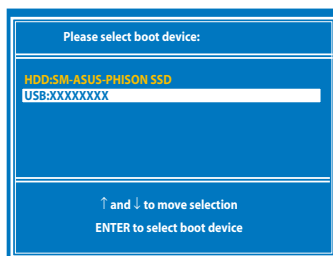 Please select boot device:
HDD:SM-ASUS-PHISON SSD
USB:XXXXXXXX
↑ and ↓ to move selection
ENTER to select boot device